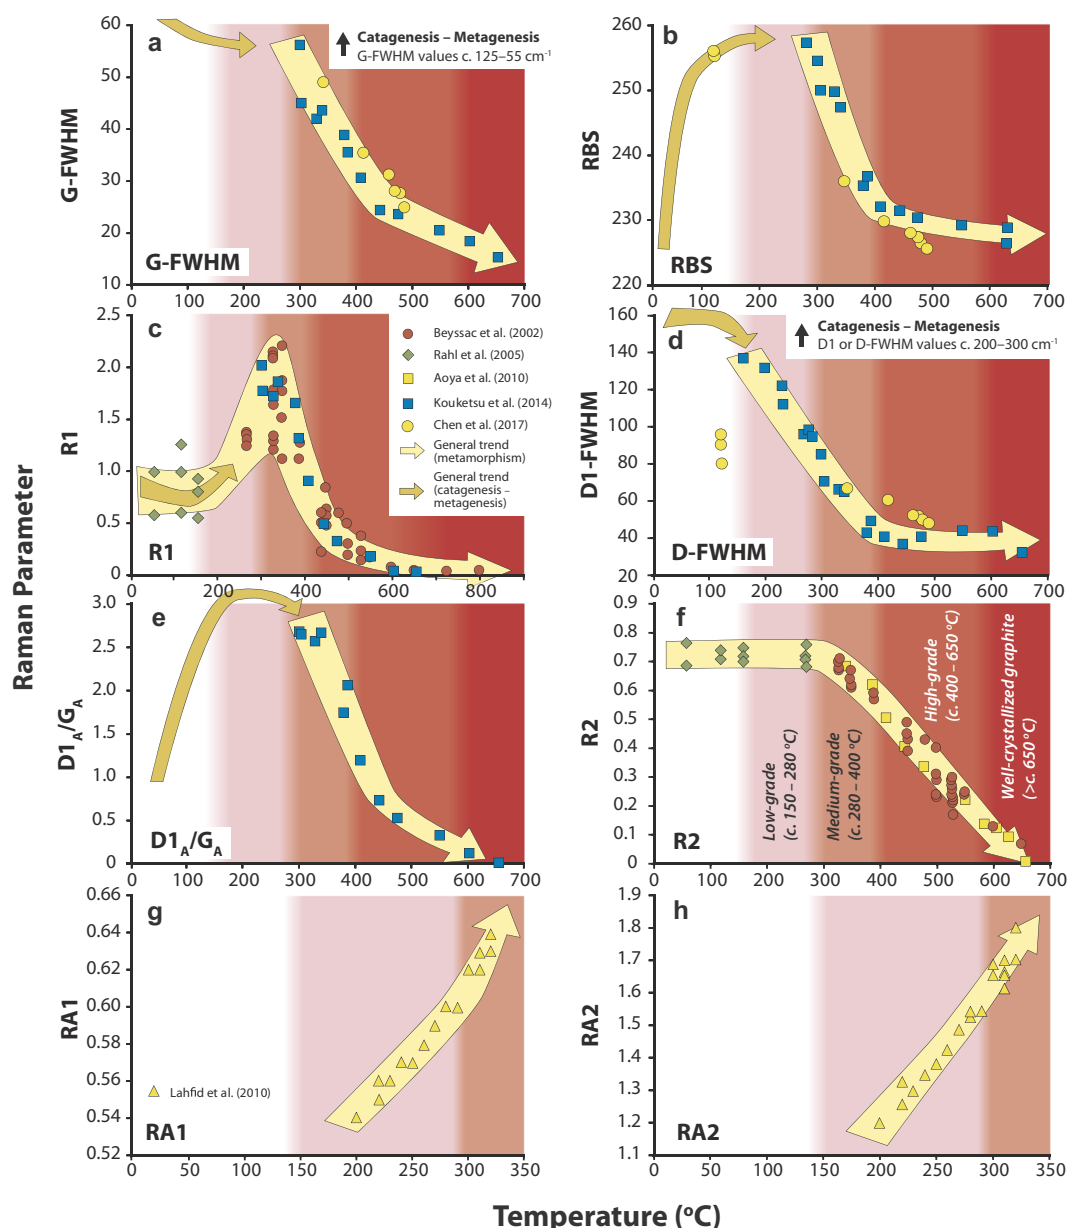 a
Catagenesis – Metagenesis
G-FWHM values c. 125–55 cm-1
60
50
40
30
20
10
G-FWHM
G-FWHM
0
100
200
300
400
500
600
700
b
260
250
240
230
220
RBS
RBS
0
100
200
300
400
500
600
700
c
2.5
2.0
1.5
1.0
0.5
0
R1
R1
Beyssac et al. (2002)
Rahl et al. (2005)
Aoya et al. (2010)
Kouketsu et al. (2014)
Chen et al. (2017)
General trend
(metamorphism)
General trend
(catagenesis –
metagenesis)
0
200
400
600
800
d
Catagenesis – Metagenesis
D1 or D-FWHM values c. 200–300 cm-1
160
140
120
100
80
60
40
20
D1-FWHM
D-FWHM
0
100
200
300
400
500
600
700
Raman Parameter
e
3.0
2.5
2.0
1.5
1.0
0.5
0
D1A/GA
D1A/GA
0
100
200
300
400
500
600
700
f
0.9
0.8
0.7
0.6
0.5
0.4
0.3
0.2
0.1
0
R2
R2
Low-grade
(c. 150 – 280 °C)
Medium-grade
(c. 280 – 400 °C)
High-grade
(c. 400 – 650 °C)
Well-crystallized graphite
(>c. 650 °C)
0
100
200
300
400
500
600
700
g
0.66
0.64
0.62
0.60
0.58
0.56
0.54
0.52
RA1
Lahfid et al. (2010)
RA1
0
50
100
150
200
250
300
350
h
1.9
1.8
1.7
1.6
1.5
1.4
1.3
1.2
1.1
RA2
RA2
0
50
100
150
200
250
300
350
Temperature (oC)